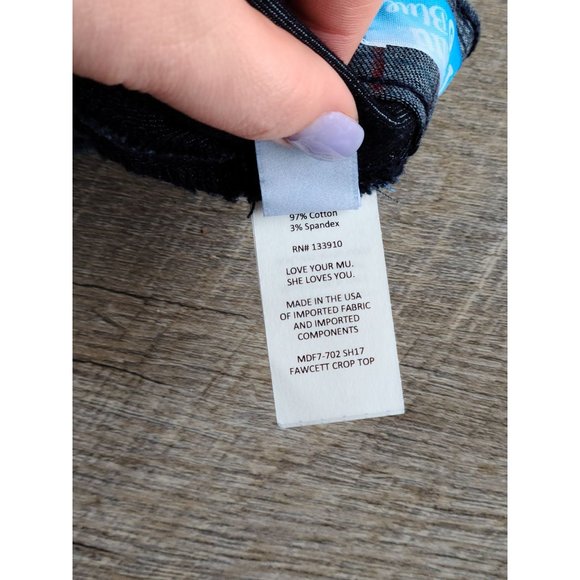 Blue
97% Cotton
3% Spandex
RN# 133910
LOVE YOUR MU.
SHE LOVES YOU.
MADE IN THE USA
OF IMPORTED FABRIC
AND IMPORTED
COMPONENTS
MDF7-702 SH17
FAWCETT CROP TOP